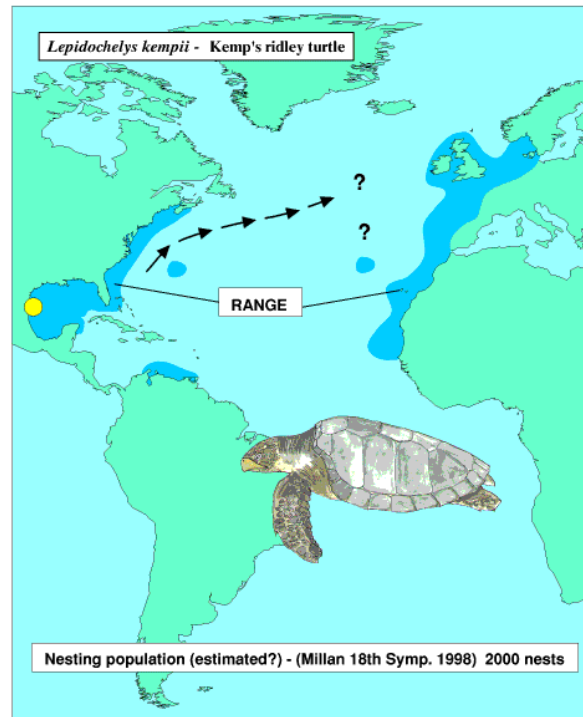 Lepidochelys kempii - Kemp's ridley turtle
?
?
RANGE
Nesting population (estimated?) - (Millan 18th Symp. 1998) 2000 nests